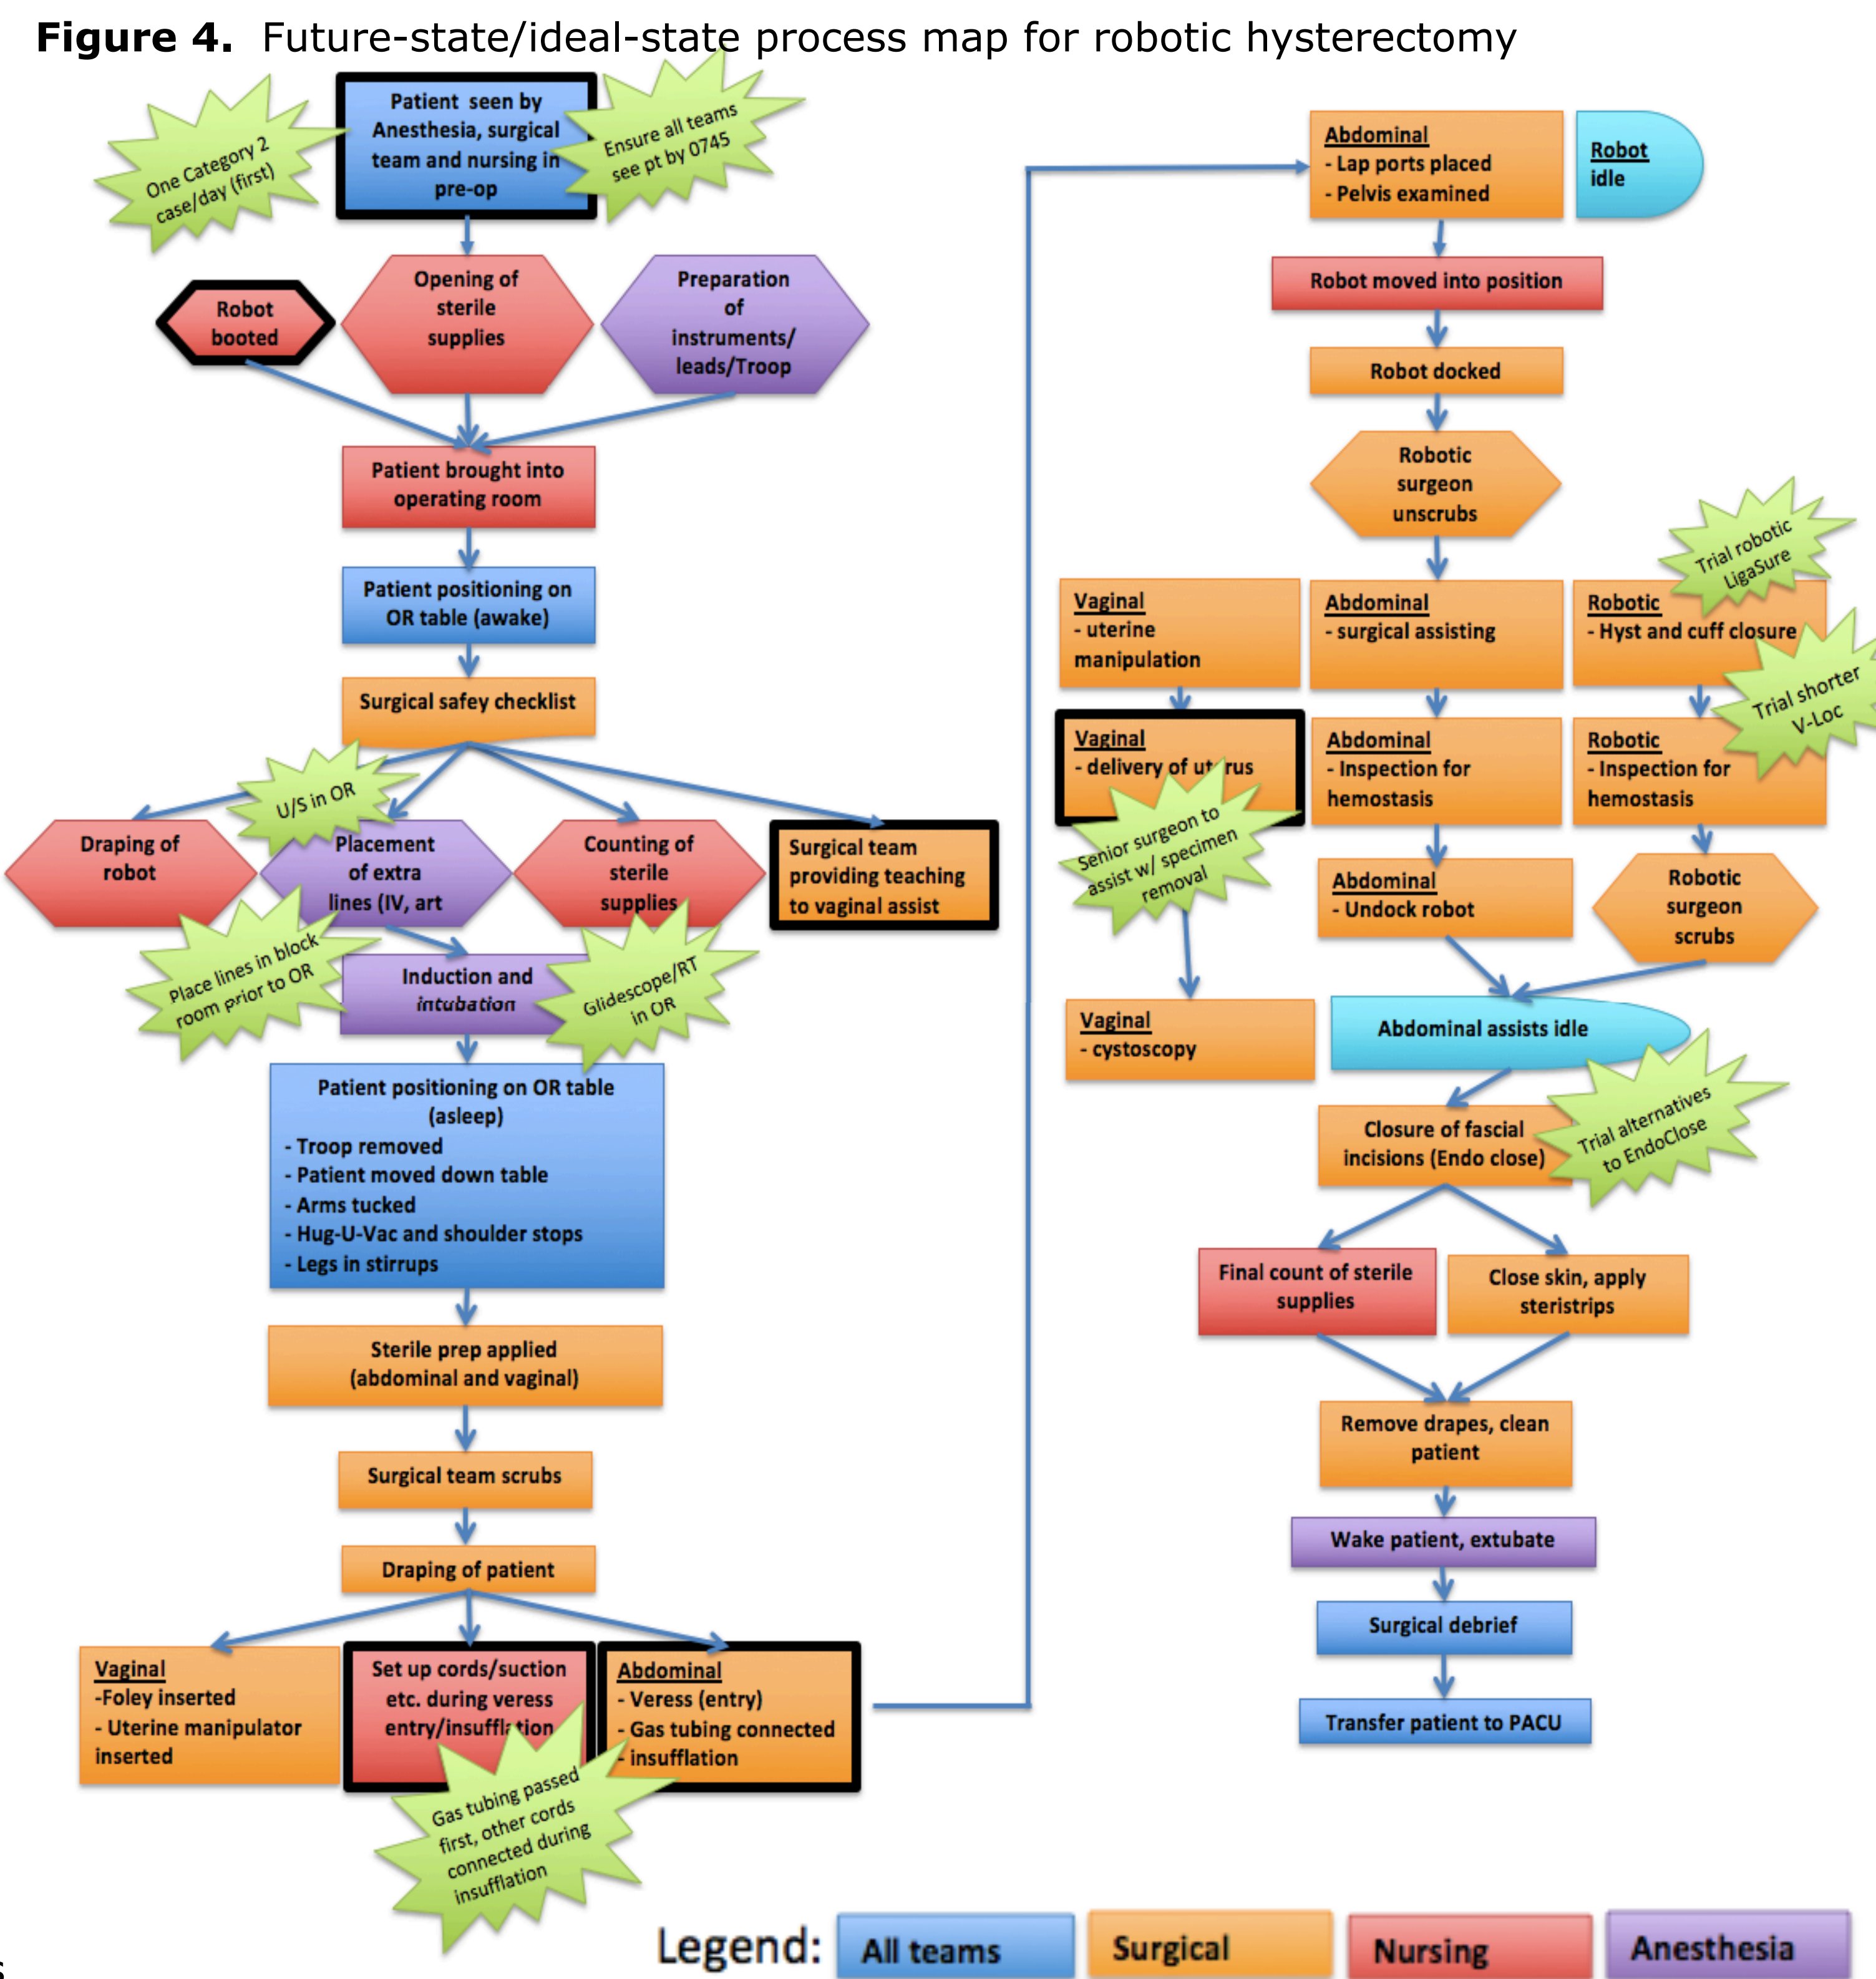 Figure 4. Future-state/ideal-state process map for robotic hysterectomy
One Category 2
case/day (first)
Patient seen by
Anesthesia, surgical
team and nursing in
pre-op
Ensure all teams
see pt by 0745
Robot
booted
Opening of
sterile
supplies
Preparation
of
instruments/
leads/Troop
Patient brought into
operating room
Patient positioning on
OR table (awake)
Surgical safey checklist
U/S in OR
Draping of
robot
Placement
of extra
lines (IV, art
Counting of
sterile
supplies
Surgical team
providing teaching
to vaginal assist
Place lines in block
room prior to OR
Induction and
intubation
Glidescope/RT
in OR
Patient positioning on OR table
(asleep)
- Troop removed
- Patient moved down table
- Arms tucked
- Hug-U-Vac and shoulder stops
- Legs in stirrups
Sterile prep applied
(abdominal and vaginal)
Surgical team scrubs
Draping of patient
Vaginal
-Foley inserted
- Uterine manipulator
inserted
Set up cords/suction
etc. during veress
entry/insufflation
Abdominal
- Veress (entry)
- Gas tubing connected
- insufflation
Gas tubing passed
first, other cords
connected during
insufflation
Abdominal
- Lap ports placed
- Pelvis examined
Robot
idle
Robot moved into position
Robot docked
Robotic
surgeon
unscrubs
Trial robotic
LigaSure
Vaginal
- uterine
manipulation
Abdominal
- surgical assisting
Robotic
- Hyst and cuff closure
Trial shorter
V-Loc
Vaginal
- delivery of uterus
Abdominal
- Inspection for
hemostasis
Robotic
- Inspection for
hemostasis
Senior surgeon to
assist w/ specimen
removal
Abdominal
- Undock robot
Robotic
surgeon
scrubs
Vaginal
- cystoscopy
Abdominal assists idle
Closure of fascial
incisions (Endo close)
Trial alternatives
to EndoClose
Final count of sterile
supplies
Close skin, apply
steristrips
Remove drapes, clean
patient
Wake patient, extubate
Surgical debrief
Transfer patient to PACU
Legend: All teams Surgical Nursing Anesthesia
s